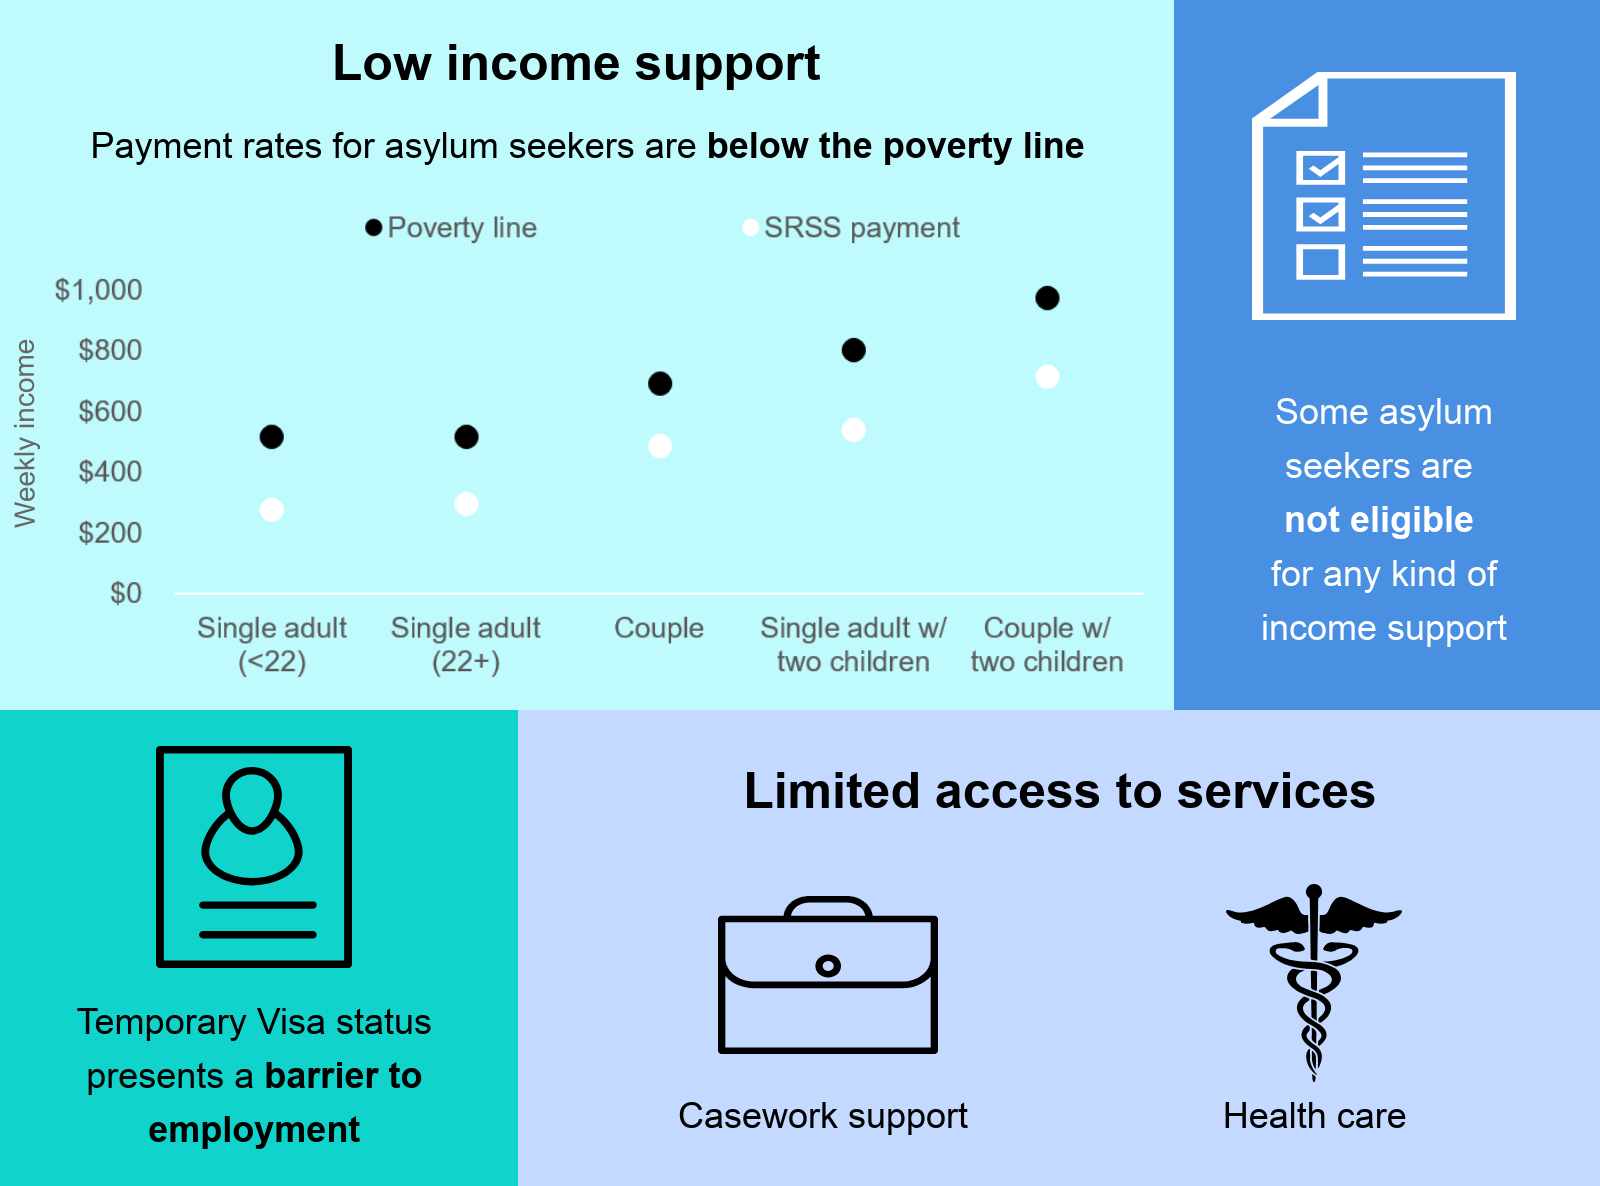 Low income support
Payment rates for asylum seekers are below the poverty line
Poverty line
SRSS payment
Weekly income
$1,000
$800
$600
$400
$200
$0
Single adult
(<22)
Single adult
(22+)
Couple
Single adult w/
two children
Couple w/
two children
Some asylum
seekers are
not eligible
for any kind of
income support
Temporary Visa status
presents a barrier to
employment
Limited access to services
Casework support
Health care